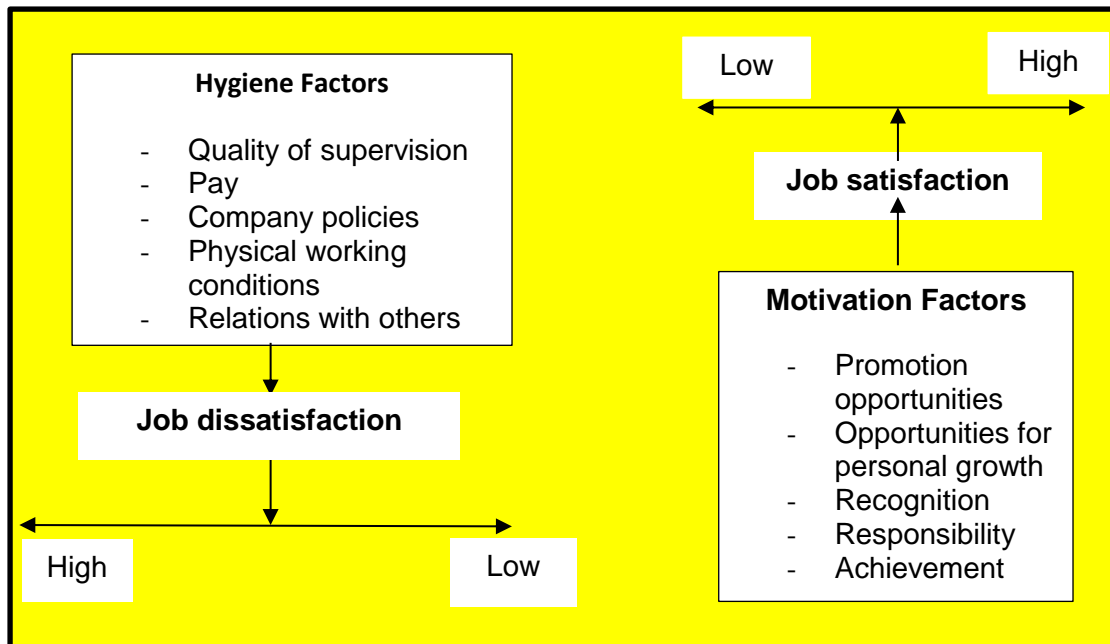 Hygiene Factors
- Quality of supervision
- Pay
- Company policies
- Physical working
conditions
- Relations with others
Job dissatisfaction
High
Low
Low
High
Job satisfaction
Motivation Factors
- Promotion
opportunities
- Opportunities for
personal growth
- Recognition
- Responsibility
- Achievement